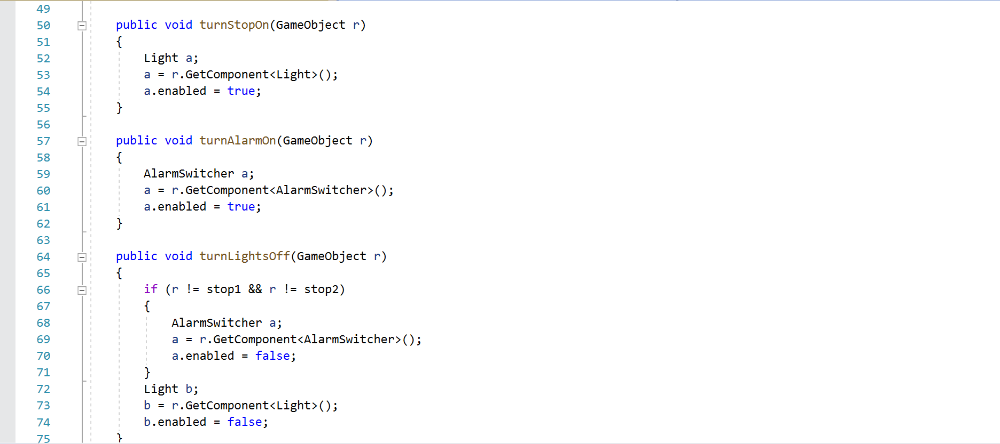 49
50 public void turnStopOn(GameObject r)
51 {
52 Light a;
53 a = r.GetComponent<Light>();
54 a.enabled = true;
55 }
56
57 public void turnAlarmOn(GameObject r)
58 {
59 AlarmSwitcher a;
60 a = r.GetComponent<AlarmSwitcher>();
61 a.enabled = true;
62 }
63
64 public void turnLightsOff(GameObject r)
65 {
66 if (r != stop1 && r != stop2)
67 {
68 AlarmSwitcher a;
69 a = r.GetComponent<AlarmSwitcher>();
70 a.enabled = false;
71 }
72 Light b;
73 b = r.GetComponent<Light>();
74 b.enabled = false;
75 }